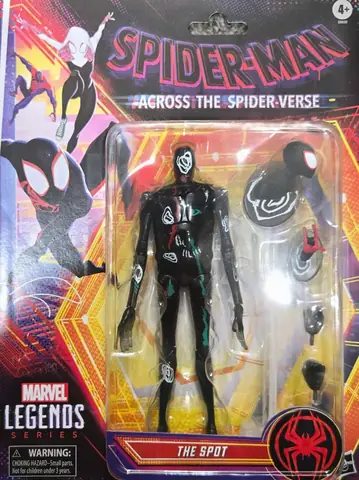 4+
SPIDER-MAN
ACROSS THE SPIDER-VERSE
MARVEL
LEGENDS
SERIES
THE SPOT
WARNING:
CHOKING HAZARD-Small parts.
Not for children under 3 years.